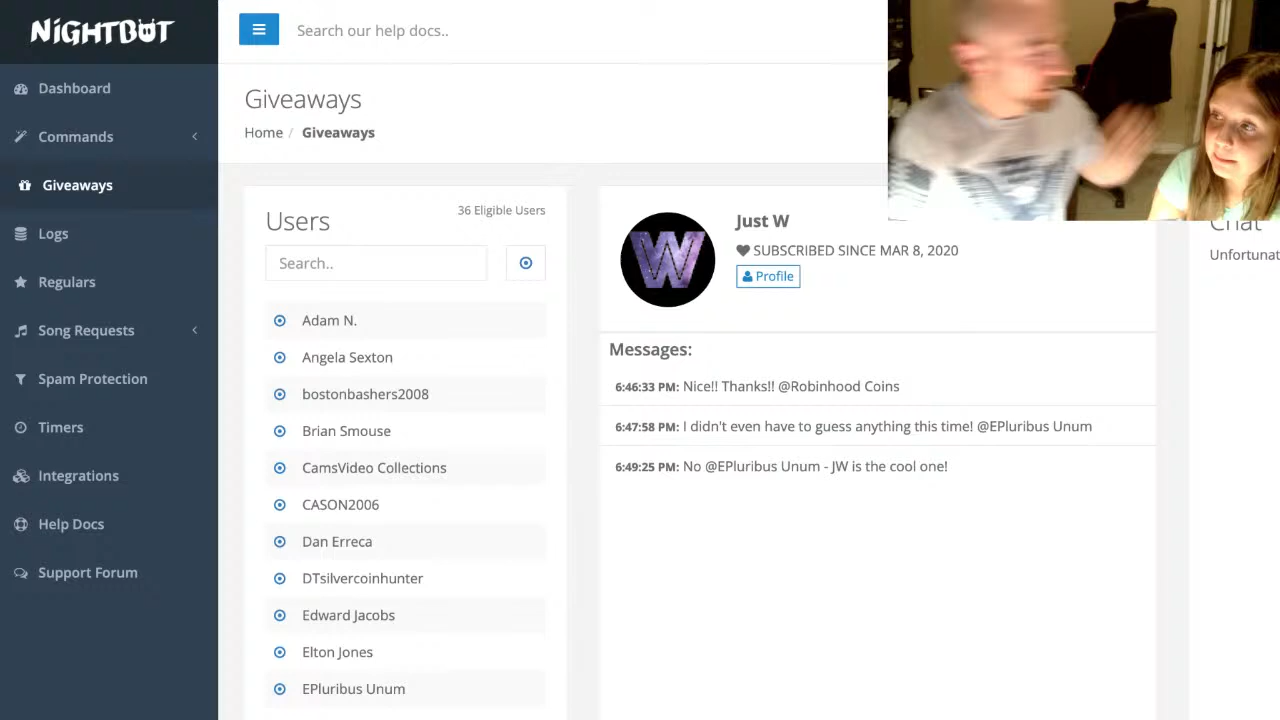 NiGHTBOT
Dashboard
Commands
Giveaways
Logs
Regulars
Song Requests
Spam Protection
Timers
Integrations
Help Docs
Support Forum
Search our help docs..
Giveaways
Home / Giveaways
Users
36 Eligible Users
Search..
Adam N.
Angela Sexton
bostonbashers2008
Brian Smouse
CamsVideo Collections
CASON2006
Dan Erreca
DTsilvercoinhunter
Edward Jacobs
Elton Jones
EPluribus Unum
W
Just W
SUBSCRIBED SINCE MAR 8, 2020
Profile
Messages:
6:46:33 PM: Nice!! Thanks!! @Robinhood Coins
6:47:58 PM: I didn't even have to guess anything this time! @EPluribus Unum
6:49:25 PM: No @EPluribus Unum - JW is the cool one!
Chat
Unfortunat